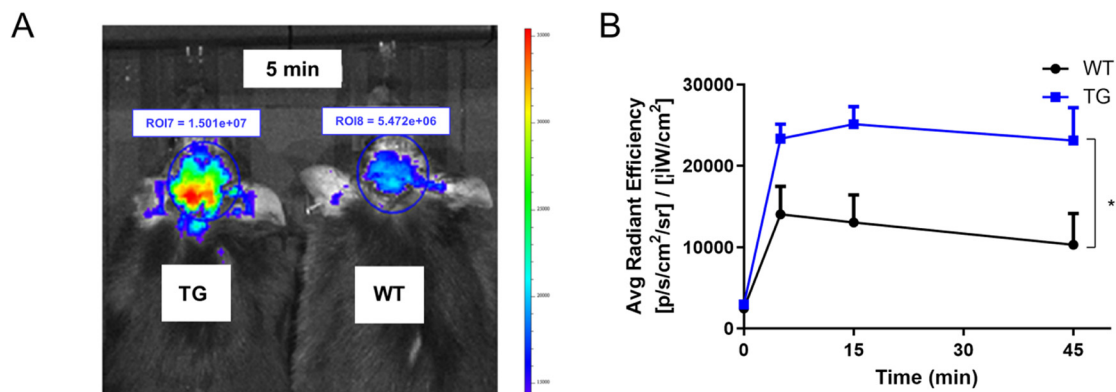 A
5 min
ROI7 = 1.501e+07
ROI8 = 5.472e+06
TG
WT
B
WT
TG
Avg Radiant Efficiency
[p/s/cm²/sr] / [¡ÌW/cm²]
30000
20000
10000
0
0
15
30
45
Time (min)
*